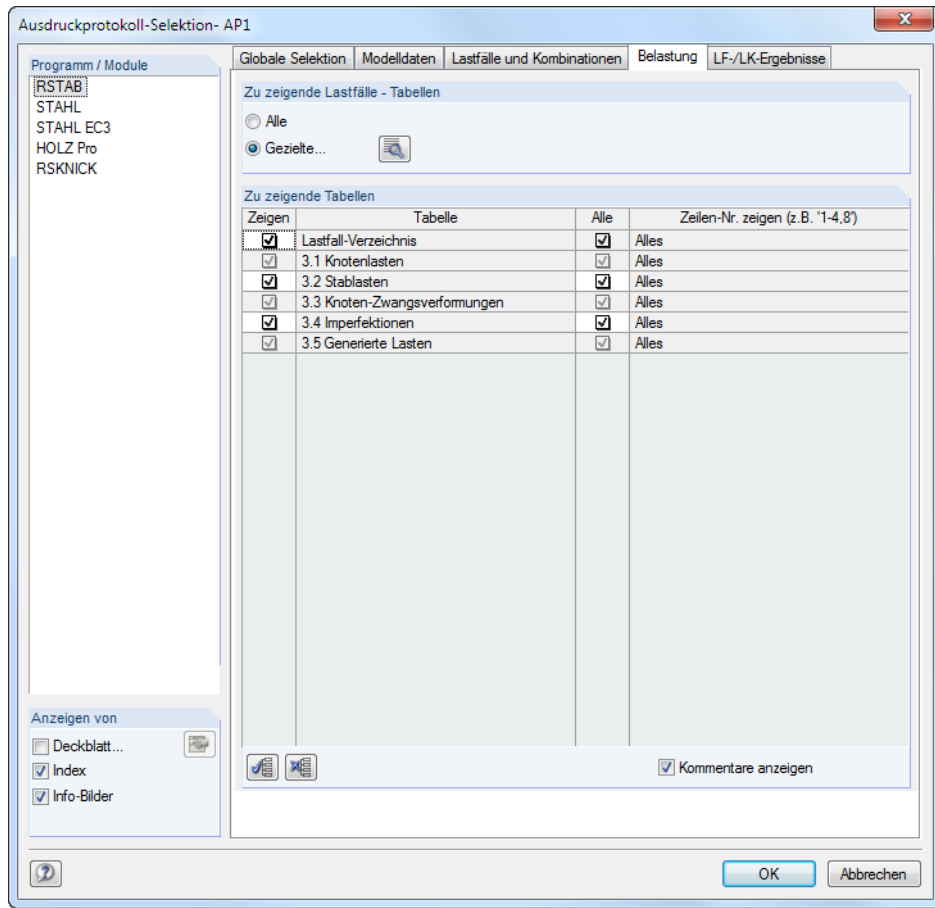 Ausdruckprotokoll-Selektion- AP1
Programm / Module
RSTAB
STAHL
STAHL EC3
HOLZ Pro
RSKNICK
Globale Selektion Modelldaten Lastfälle und Kombinationen Belastung LF-/LK-Ergebnisse
Zu zeigende Lastfälle - Tabellen
Alle
Gezielte...
Zu zeigende Tabellen
Zeigen Tabelle Alle Zeilen-Nr. zeigen (z.B. '1-4,8')
Lastfall-Verzeichnis Alles
3.1 Knotenlasten Alles
3.2 Stablasten Alles
3.3 Knoten-Zwangsverformungen Alles
3.4 Imperfektionen Alles
3.5 Generierte Lasten Alles
Anzeigen von
Deckblatt...
Index
Info-Bilder
Kommentare anzeigen
OK Abbrechen